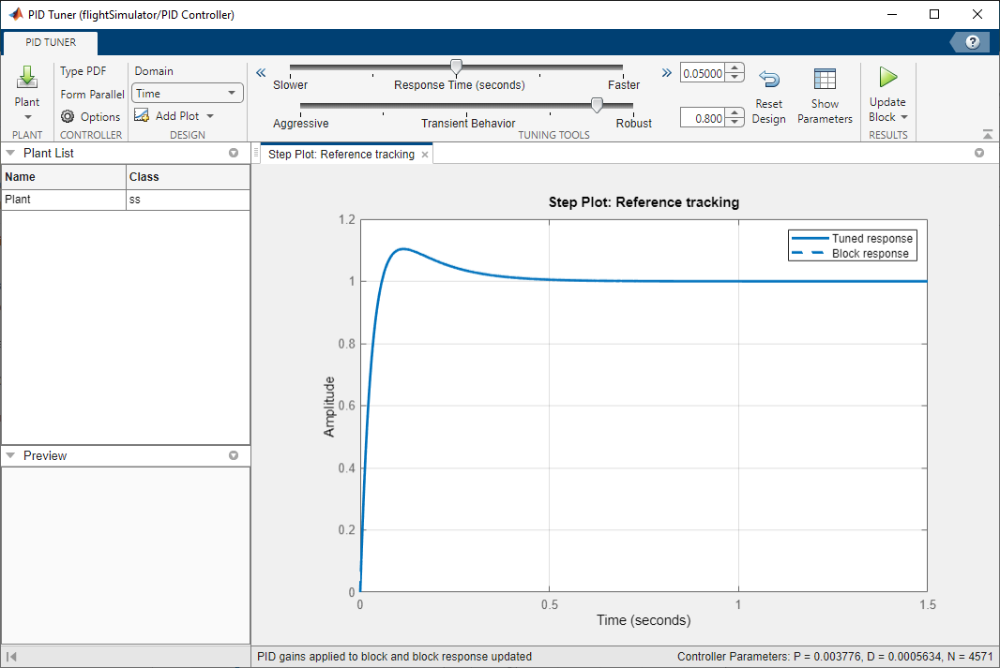 PID Tuner (flightSimulator/PID Controller)
PID TUNER
?
Plant
PLANT
Type PDF
Form Parallel
Options
CONTROLLER
Domain
Time
Add Plot
DESIGN
Slower
Response Time (seconds)
Faster
0.05000
Aggressive
Transient Behavior
Robust
0.800
TUNING TOOLS
Reset
Design
Show
Parameters
Update
Block
RESULTS
Plant List
Name Class
Plant ss
Preview
Step Plot: Reference tracking
Step Plot: Reference tracking
Tuned response
Block response
1.2
1
0.8
0.6
0.4
0.2
0
Amplitude
0 0.5 1 1.5
Time (seconds)
PID gains applied to block and block response updated
Controller Parameters: P = 0.003776, D = 0.0005634, N = 4571